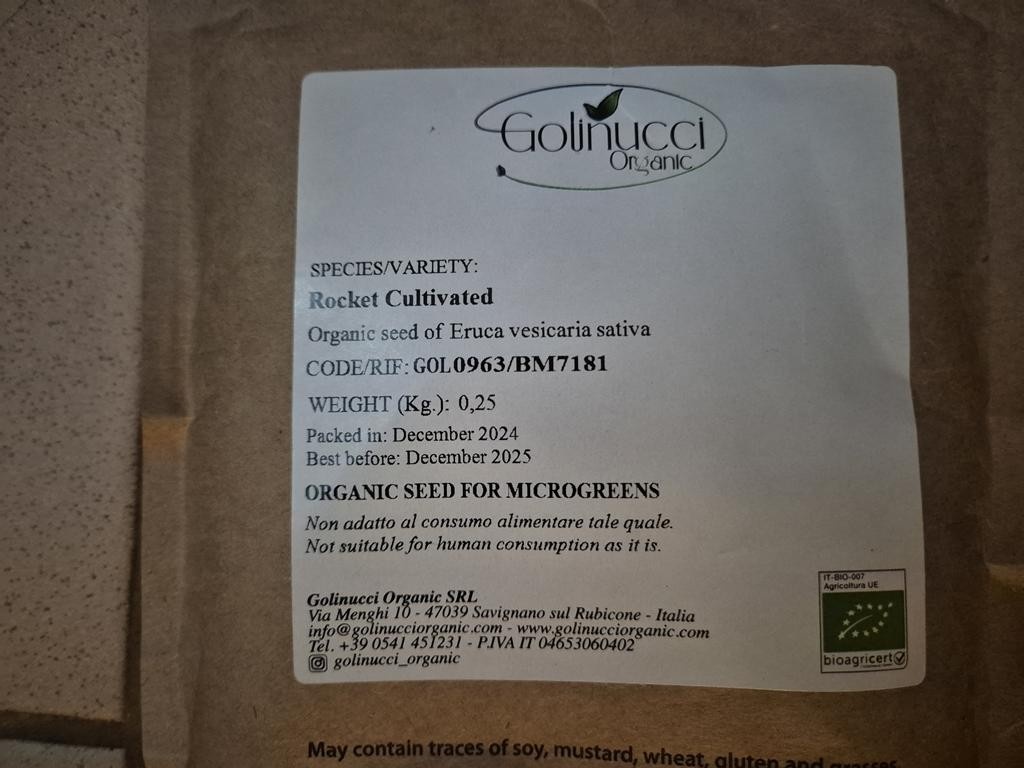 Golinucci
Organic
SPECIES/VARIETY:
Rocket Cultivated
Organic seed of Eruca vesicaria sativa
CODE/RIF: GOL0963/BM7181
WEIGHT (Kg.): 0,25
Packed in: December 2024
Best before: December 2025
ORGANIC SEED FOR MICROGREENS
Non adatto al consumo alimentare tale quale.
Not suitable for human consumption as it is.
Golinucci Organic SRL
Via Menghi 10 - 47039 Savignano sul Rubicone - Italia
info@golinucciorganic.com - www.golinucciorganic.com
Tel. +39 0541 451231 - P.IVA IT 04653060402
golinucci_organic
IT-BIO-007
Agricoltura UE
bioagricert
May contain traces of soy, mustard, wheat, gluten and grasses.